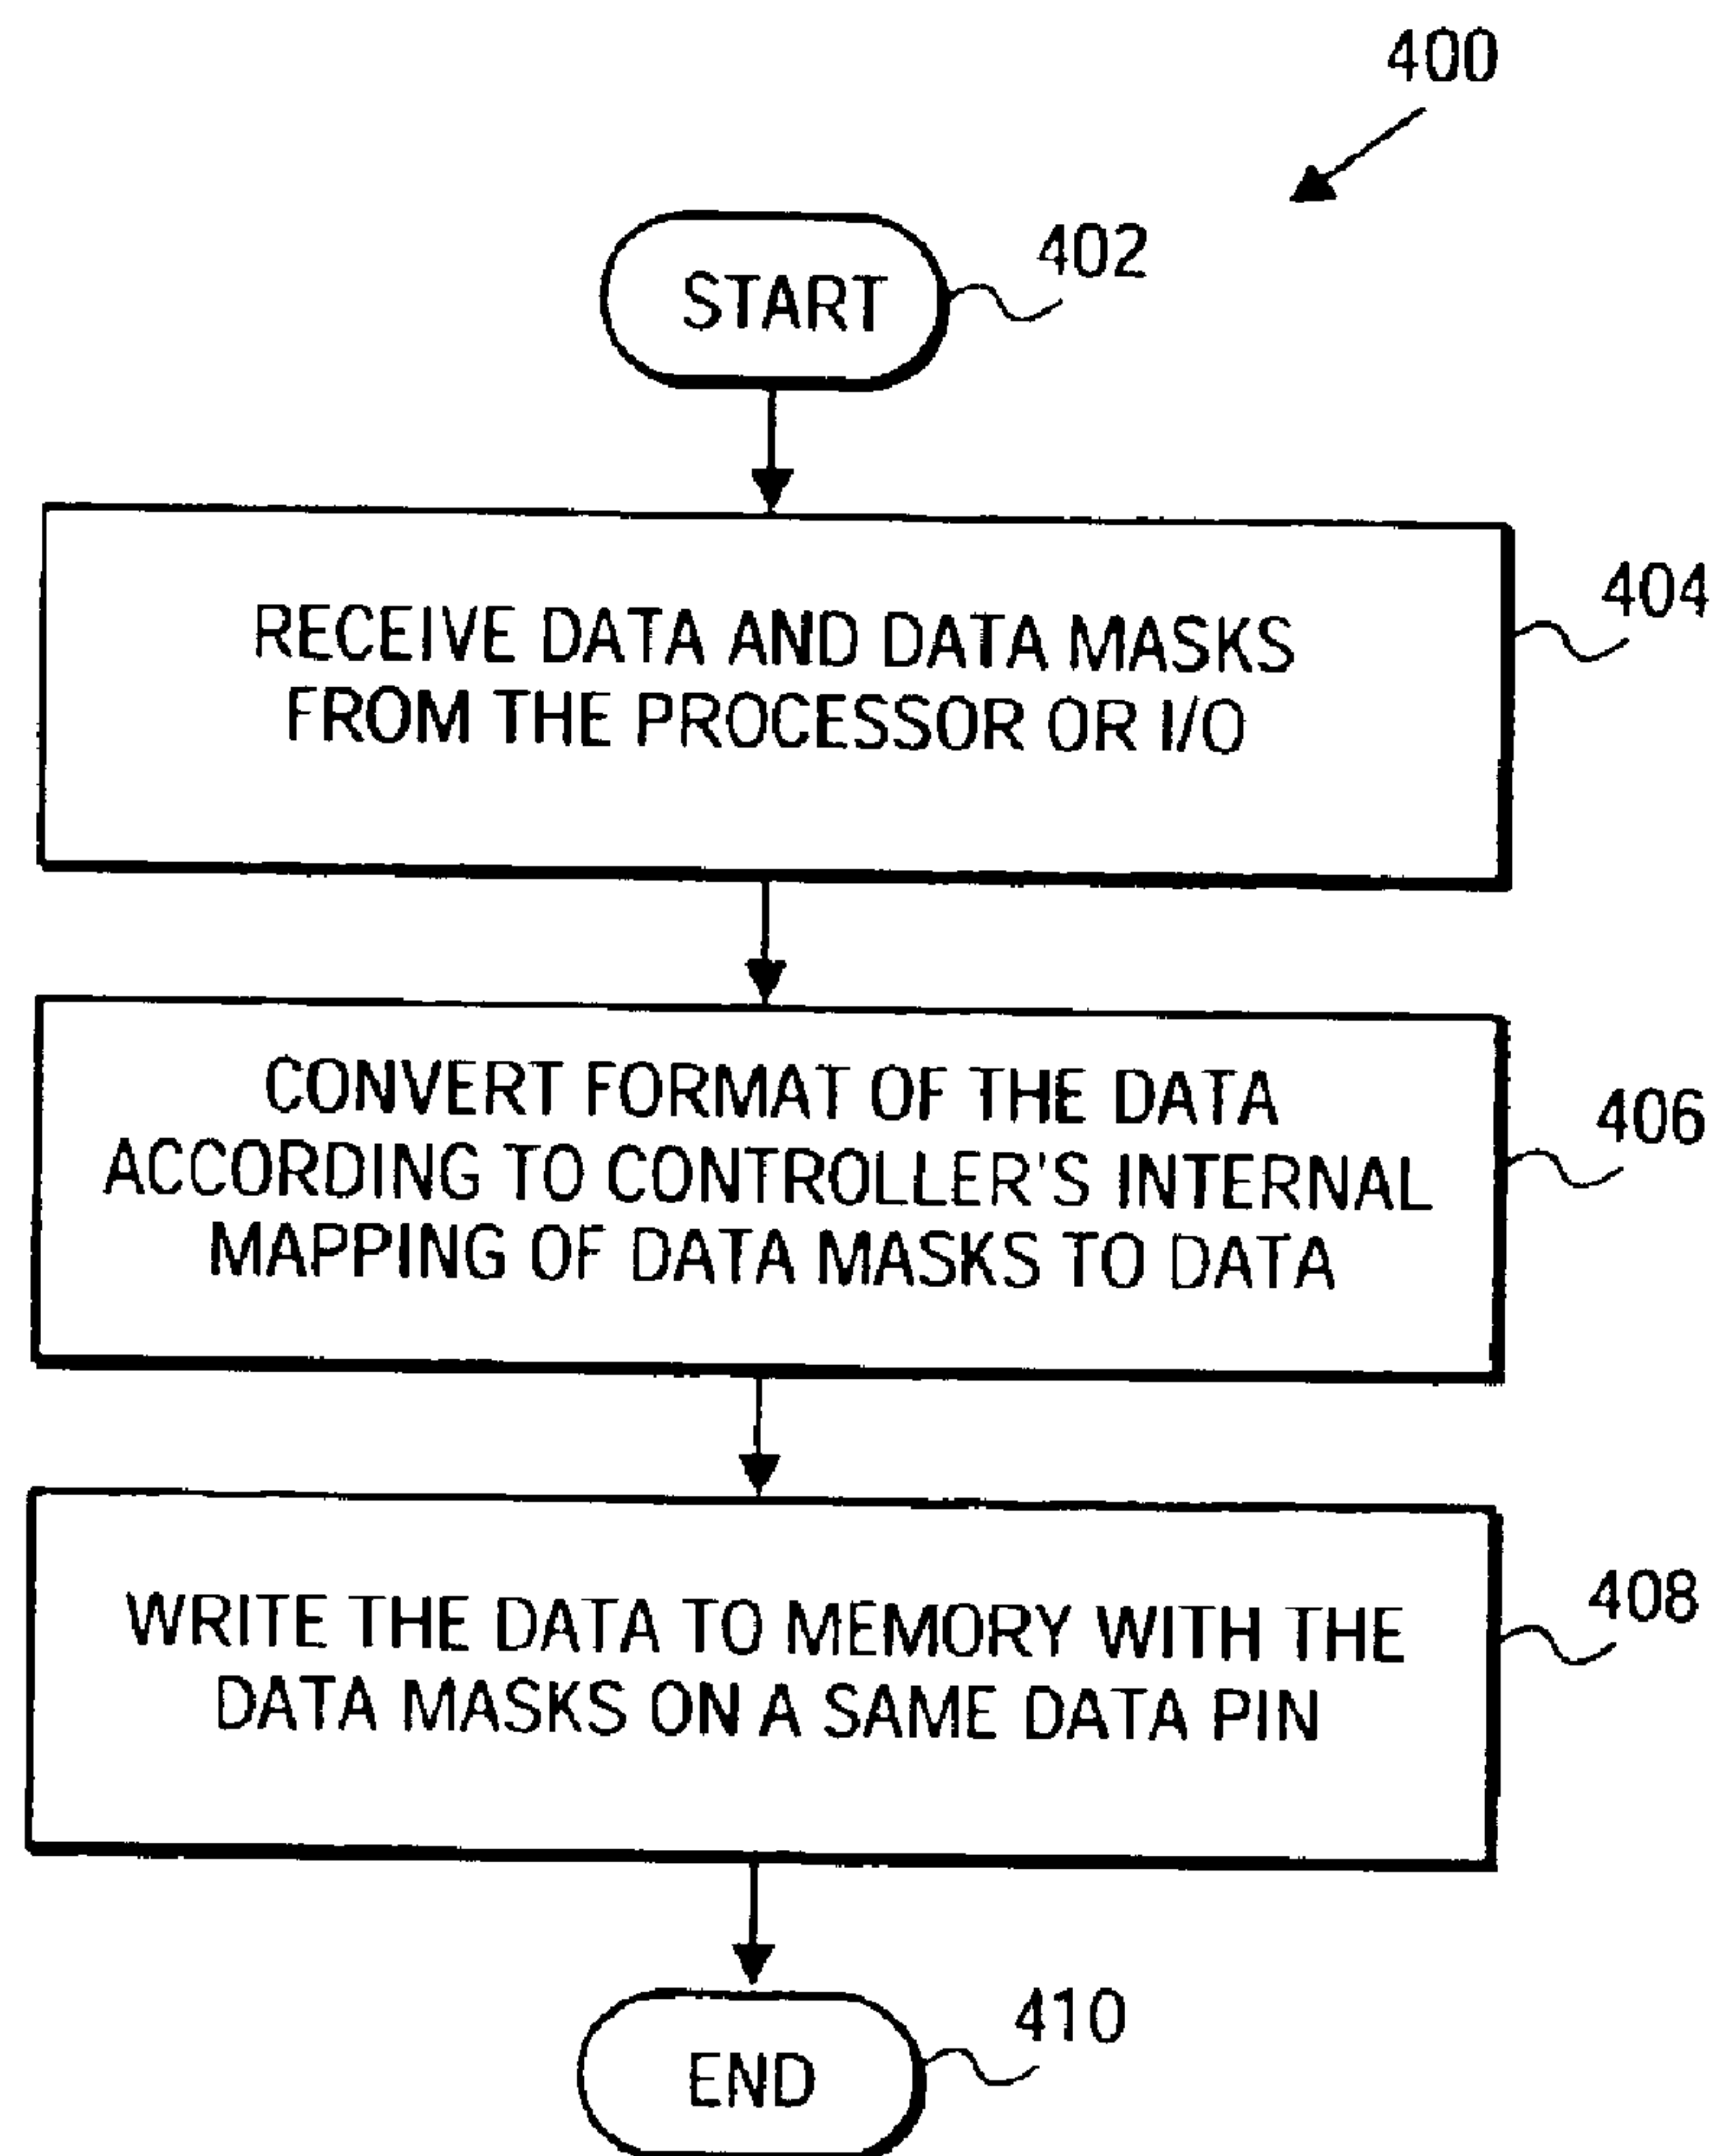 400
402
START
404
RECEIVE DATA AND DATA MASKS
FROM THE PROCESSOR OR I/O
406
CONVERT FORMAT OF THE DATA
ACCORDING TO CONTROLLER'S INTERNAL
MAPPING OF DATA MASKS TO DATA
408
WRITE THE DATA TO MEMORY WITH THE
DATA MASKS ON A SAME DATA PIN
410
END